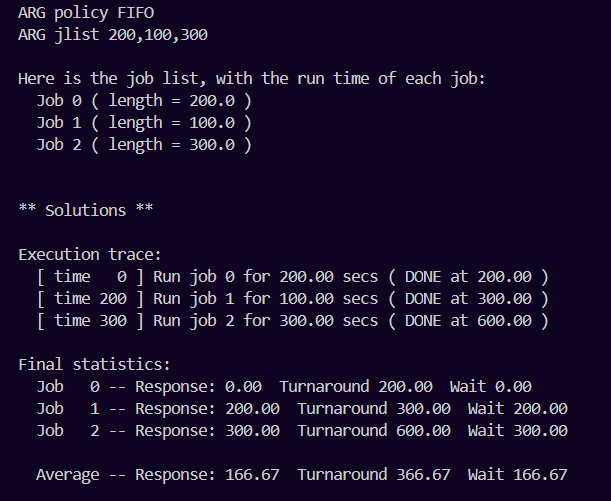 ARG policy FIFO
ARG jlist 200,100,300
Here is the job list, with the run time of each job:
Job 0 ( length = 200.0 )
Job 1 ( length = 100.0 )
Job 2 ( length = 300.0 )
** Solutions **
Execution trace:
[ time   0 ] Run job 0 for 200.00 secs ( DONE at 200.00 )
[ time 200 ] Run job 1 for 100.00 secs ( DONE at 300.00 )
[ time 300 ] Run job 2 for 300.00 secs ( DONE at 600.00 )
Final statistics:
Job   0 -- Response: 0.00  Turnaround 200.00  Wait 0.00
Job   1 -- Response: 200.00  Turnaround 300.00  Wait 200.00
Job   2 -- Response: 300.00  Turnaround 600.00  Wait 300.00
Average -- Response: 166.67  Turnaround 366.67  Wait 166.67